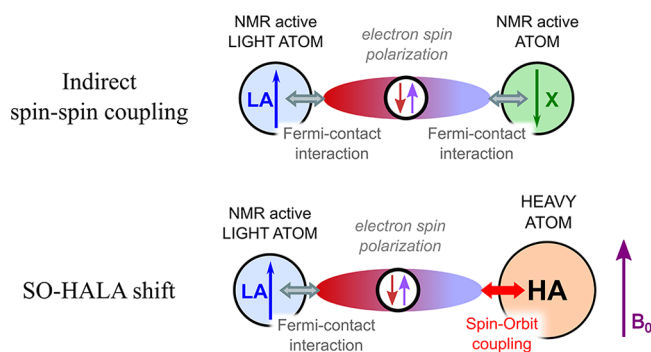 NMR active
LIGHT ATOM
electron spin
polarization
NMR active
ATOM
Indirect
spin-spin coupling
LA
X
Fermi-contact
interaction
Fermi-contact
interaction
NMR active
LIGHT ATOM
electron spin
polarization
HEAVY
ATOM
SO-HALA shift
LA
HA
B0
Fermi-contact
interaction
Spin-Orbit
coupling